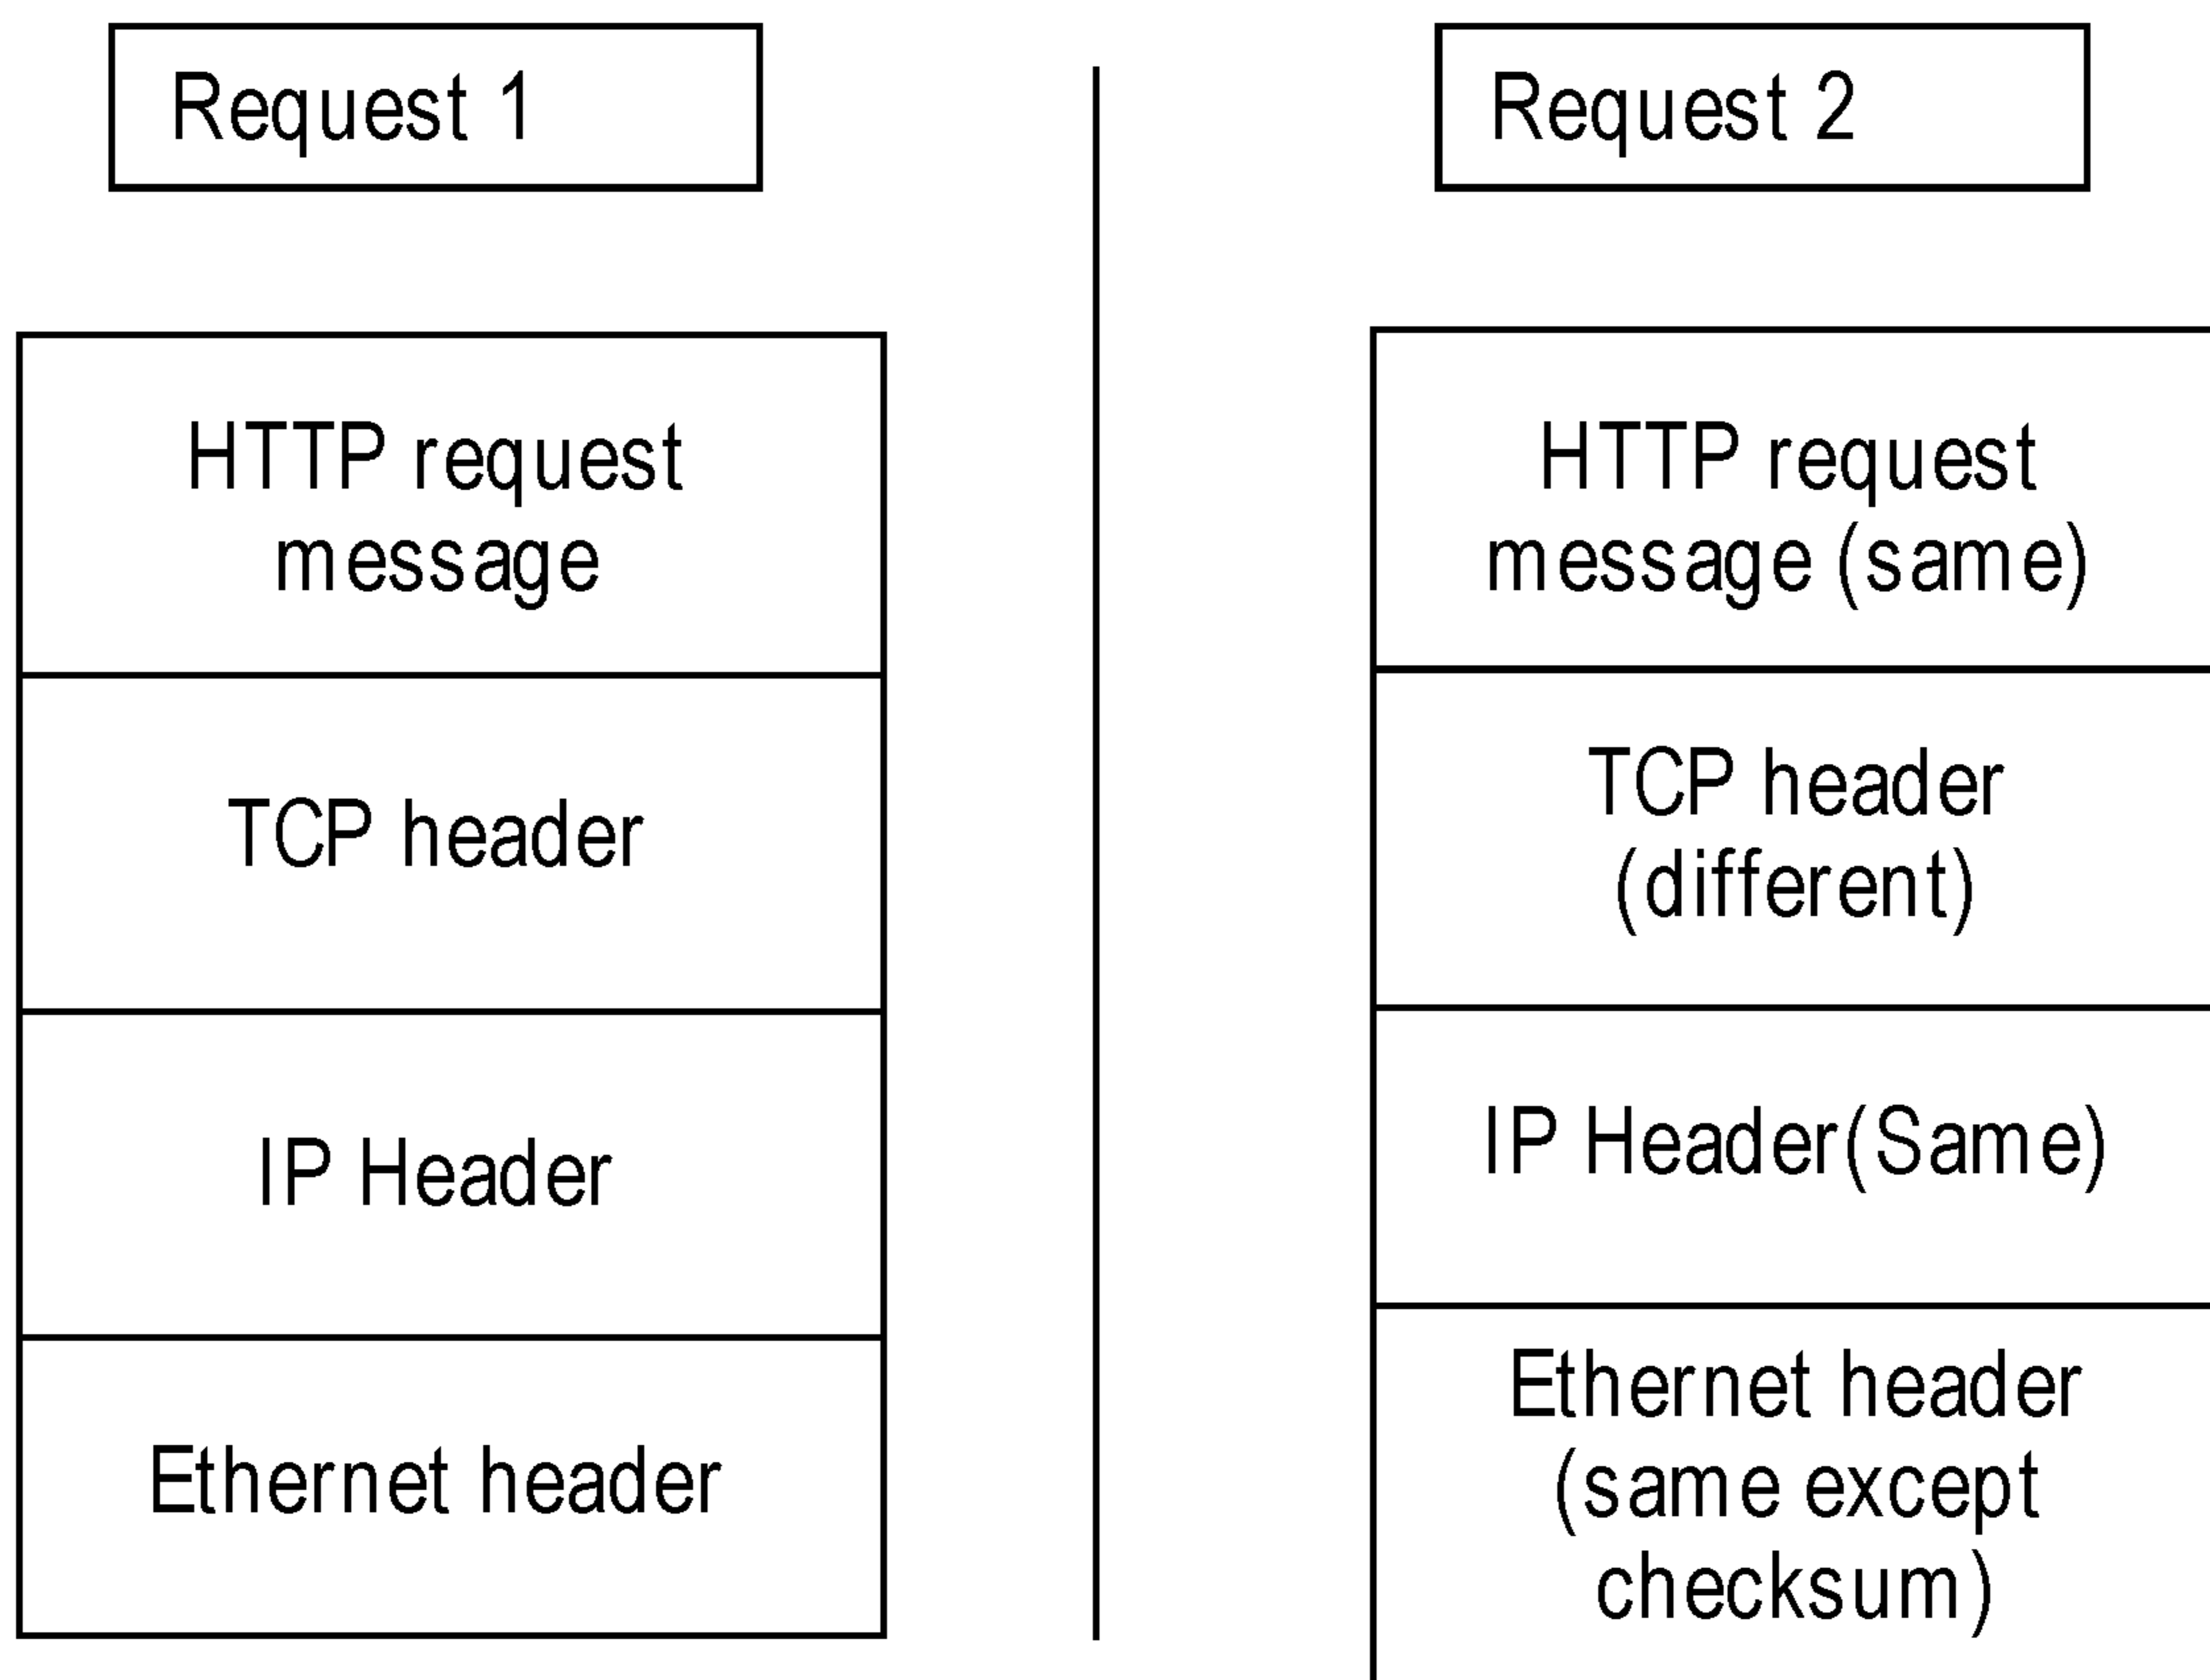 Request 1
HTTP request
message
TCP header
IP Header
Ethernet header
Request 2
HTTP request
message (same)
TCP header
(different)
IP Header(Same)
Ethernet header
(same except
checksum)